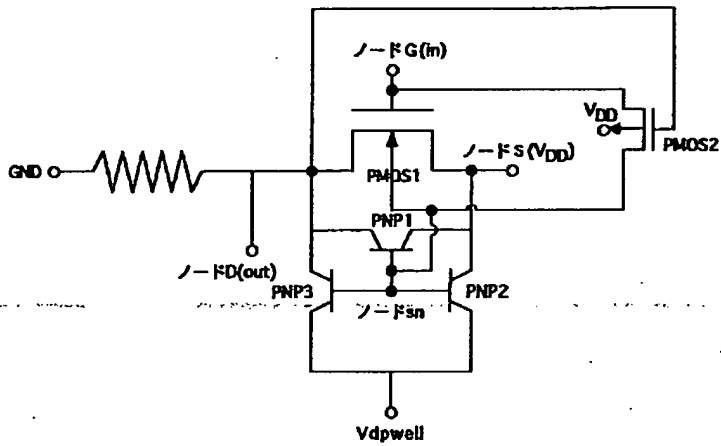 ノードG(in)
VDD
PMOS2
ノードS(VDD)
GND
PMOS1
PNP1
ノードD(out)
PNP3
PNP2
ノードsn
Vdpwell